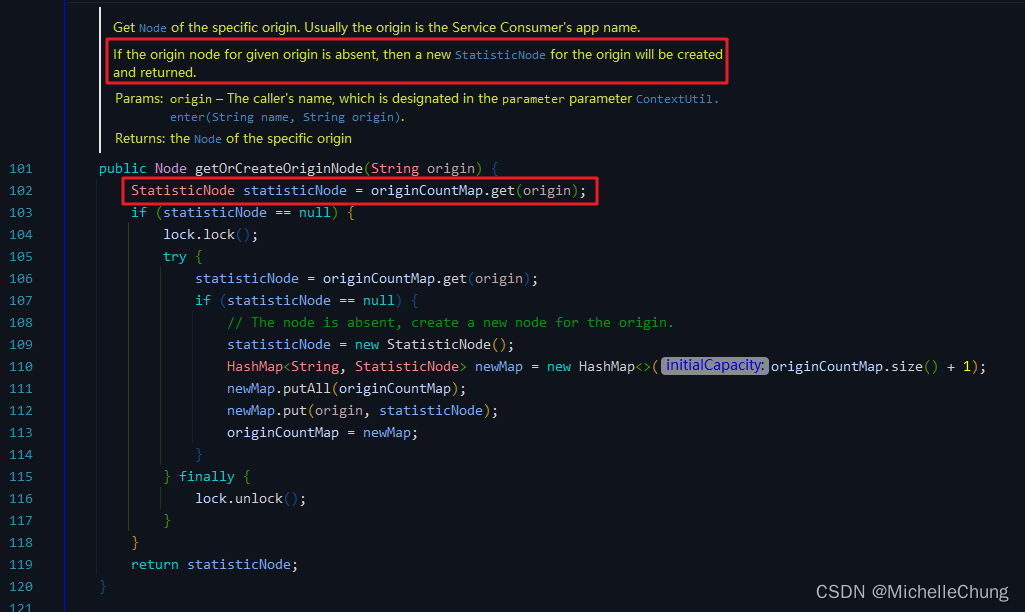 Get Node of the specific origin. Usually the origin is the Service Consumer's app name.
If the origin node for given origin is absent, then a new StatisticNode for the origin will be created
and returned.
Params: origin – The caller's name, which is designated in the parameter parameter ContextUtil.
enter(String name, String origin).
Returns: the Node of the specific origin
101 public Node getOrCreateOriginNode(String origin) {
102 StatisticNode statisticNode = originCountMap.get(origin);
103 if (statisticNode == null) {
104 lock.lock();
105 try {
106 statisticNode = originCountMap.get(origin);
107 if (statisticNode == null) {
108 // The node is absent, create a new node for the origin.
109 statisticNode = new StatisticNode();
110 HashMap<String, StatisticNode> newMap = new HashMap<>( initialCapacity: originCountMap.size() + 1);
111 newMap.putAll(originCountMap);
112 newMap.put(origin, statisticNode);
113 originCountMap = newMap;
114 }
115 } finally {
116 lock.unlock();
117 }
118 }
119 return statisticNode;
120 }
121
CSDN @MichelleChung